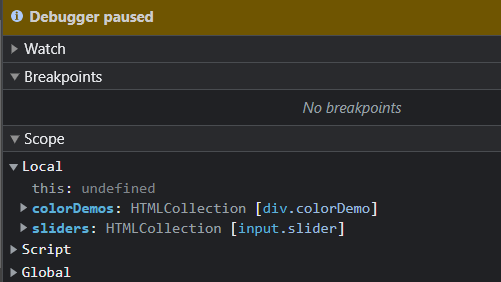 Debugger paused
Watch
Breakpoints
No breakpoints
Scope
Local
this: undefined
colorDemos: HTMLCollection [div.colorDemo]
sliders: HTMLCollection [input.slider]
Script
Global